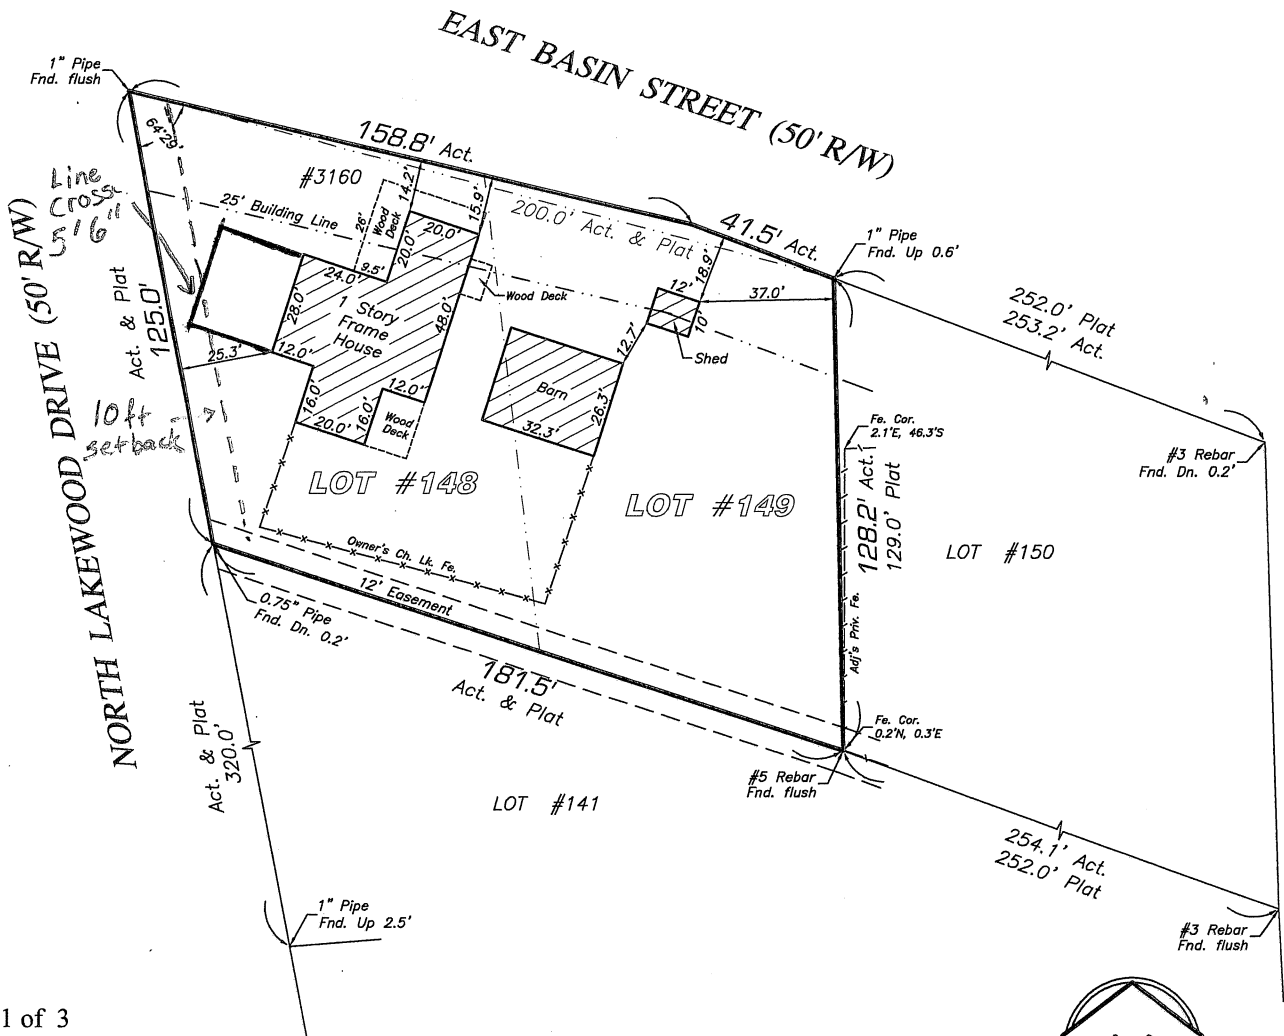 EAST BASIN STREET (50' R/W)
1" Pipe
Fnd. flush
64°29'
158.8' Act.
#3160
14.2'
15.9'
200.0' Act. & Plat
41.5' Act.
1" Pipe
Fnd. Up 0.6'
Line
Cross
5'6"
25' Building Line
26'
Wood
Deck
20.0'
20.0'
9.5'
24.0'
28.0'
1 Story
Frame
House
48.0'
Wood Deck
12'
18.9'
10'
37.0'
Shed
12.7'
252.0' Plat
253.2' Act.
NORTH LAKEWOOD DRIVE (50' R/W)
Act. & Plat
125.0'
25.3'
12.0'
16.0'
20.0'
16.0'
12.0'
Wood
Deck
Barn
32.3'
26.3'
10ft
setback
Fe. Cor.
2.1'E, 46.3'S
#3 Rebar
Fnd. Dn. 0.2'
LOT #148
LOT #149
128.2' Act.
129.0' Plat
LOT #150
Owner's Ch. Lk. Fe.
12' Easement
Adj's Priv. Fe.
0.75" Pipe
Fnd. Dn. 0.2'
181.5'
Act. & Plat
Act. & Plat
320.0'
Fe. Cor.
0.2'N, 0.3'E
#5 Rebar
Fnd. flush
LOT #141
254.1' Act.
252.0' Plat
1" Pipe
Fnd. Up 2.5'
#3 Rebar
Fnd. flush
1 of 3